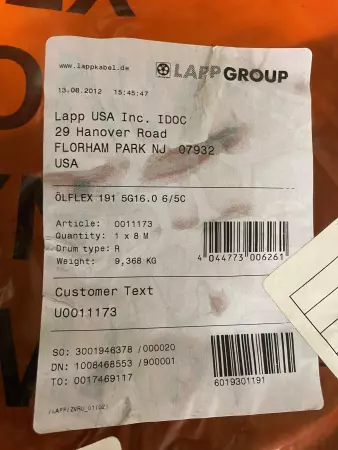 www.lappkabel.de
LAPP GROUP
13.08.2012 15:45:47
Lapp USA Inc. IDOC
29 Hanover Road
FLORHAM PARK NJ 07932
USA
ÖLFLEX 191 5G16.0 6/5C
Article: 0011173
Quantity: 1 x 8 M
Drum type: R
Weight: 9,368 KG
4 044773 006261
Customer Text
U0011173
SO: 3001946378 /000020
DN: 1008468553 /900001
TO: 0017469117
6019301191